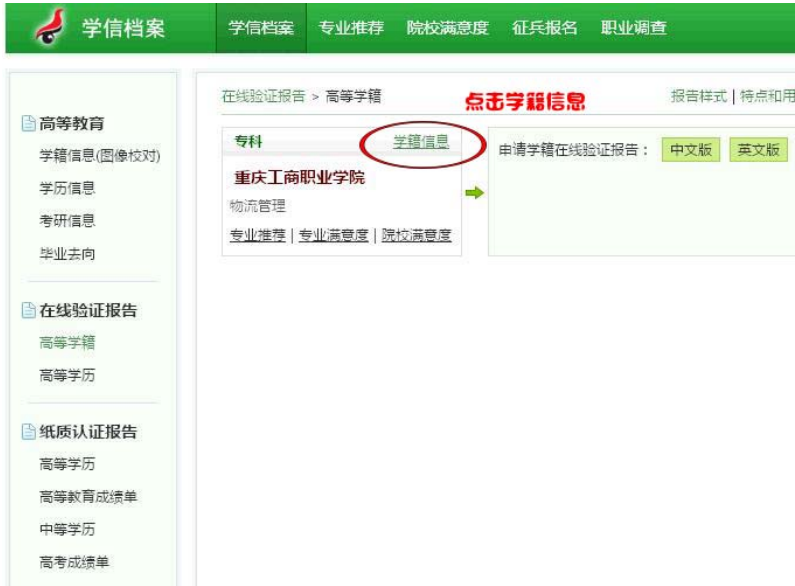 学信档案
学信档案 专业推荐 院校满意度 征兵报名 职业调查
高等教育
学籍信息(图像校对)
学历信息
考研信息
毕业去向
在线验证报告
高等学籍
高等学历
纸质认证报告
高等学历
高等教育成绩单
中等学历
高考成绩单
在线验证报告 > 高等学籍
点击学籍信息
报告样式 | 特点和用
专科
学籍信息
重庆工商职业学院
物流管理
专业推荐 | 专业满意度 | 院校满意度
申请学籍在线验证报告： 中文版 英文版